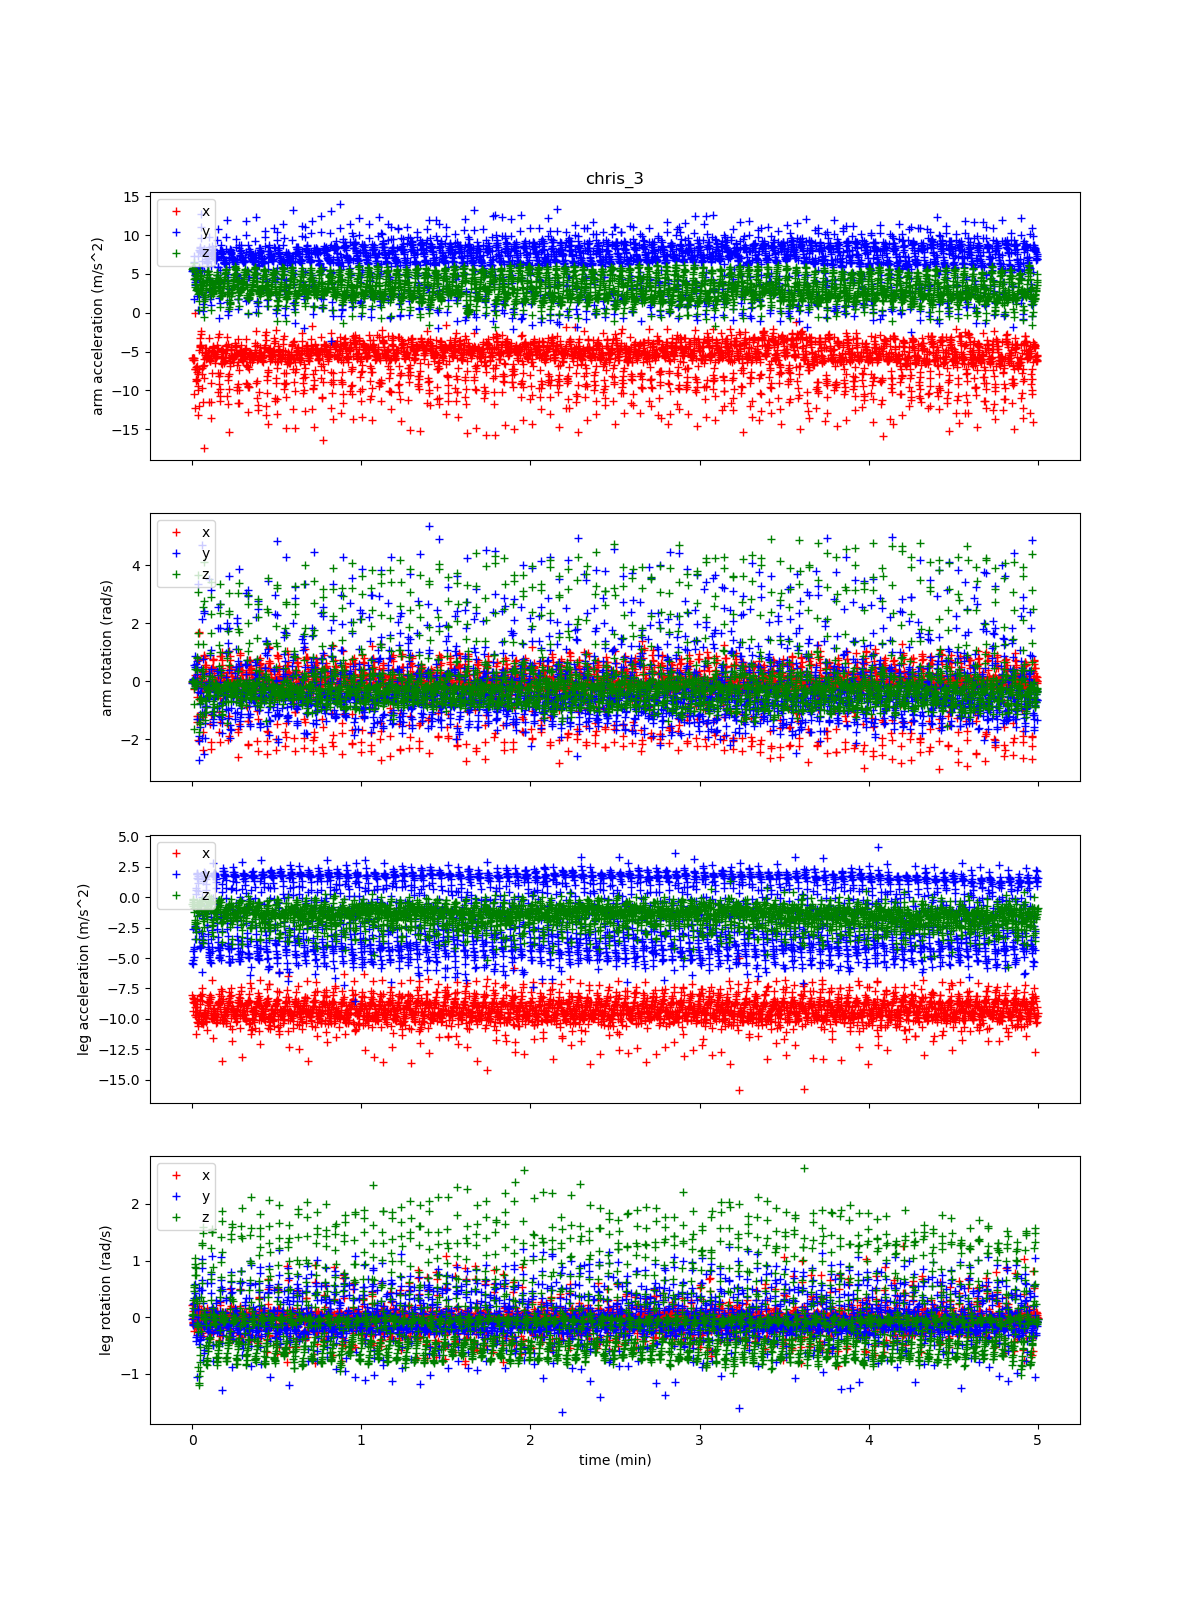 chris_3
arm acceleration (m/s^2)
15
10
5
0
−5
−10
−15
x
y
z
arm rotation (rad/s)
4
2
0
−2
x
y
z
leg acceleration (m/s^2)
5.0
2.5
0.0
−2.5
−5.0
−7.5
−10.0
−12.5
−15.0
x
y
z
leg rotation (rad/s)
2
1
0
−1
x
y
z
0 1 2 3 4 5
time (min)